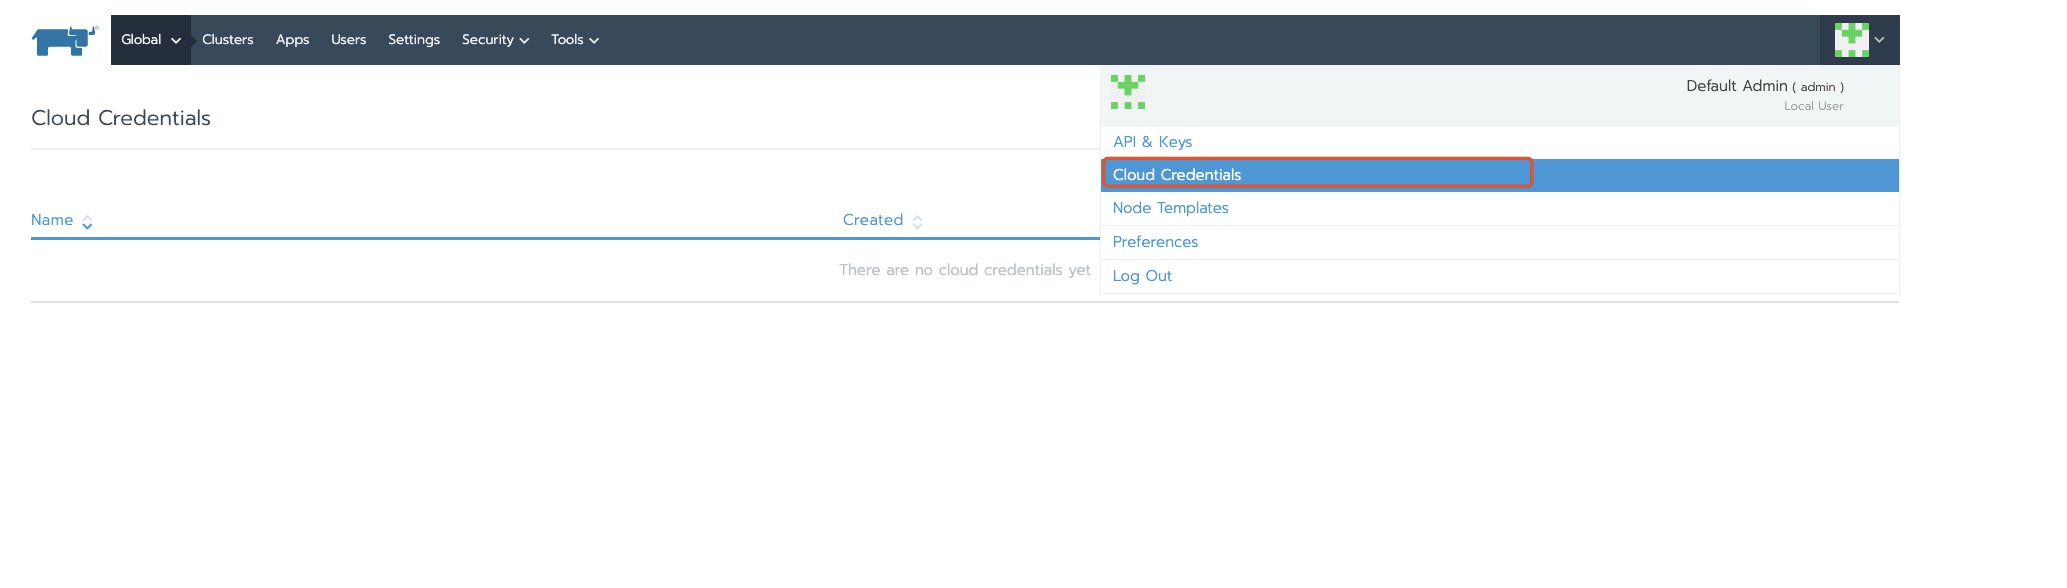 Global Clusters Apps Users Settings Security Tools
Default Admin ( admin )
Local User
Cloud Credentials
API & Keys
Cloud Credentials
Node Templates
Preferences
Log Out
Name Created
There are no cloud credentials yet